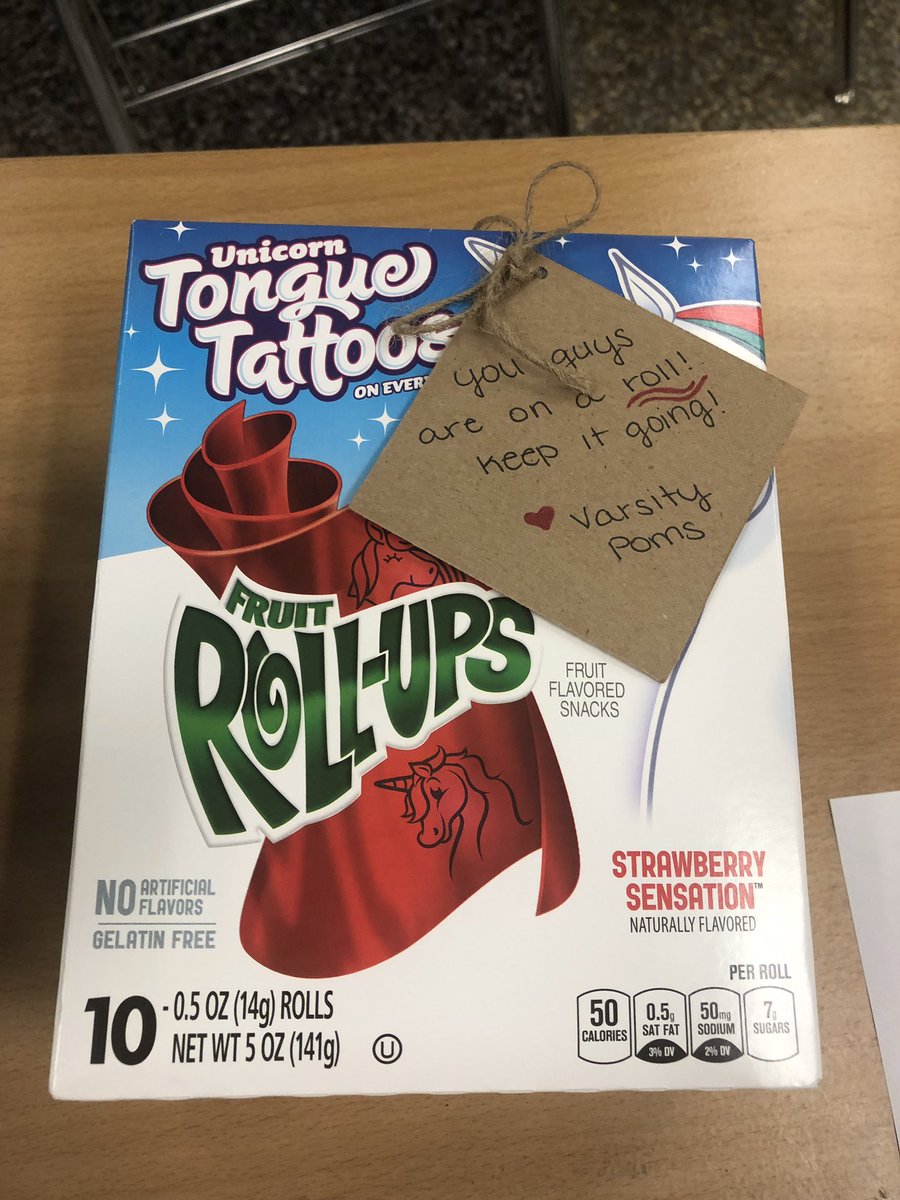 Unicorn
Tongue
Tattoos
ON EVERY
you guys
are on a roll!
keep it going!
♥ Varsity
Poms
FRUIT
ROLL-UPS
FRUIT
FLAVORED
SNACKS
STRAWBERRY
SENSATION™
NATURALLY FLAVORED
NO ARTIFICIAL
FLAVORS
GELATIN FREE
10 - 0.5 OZ (14g) ROLLS
NET WT 5 OZ (141g)
U
PER ROLL
50 CALORIES
0.5g SAT FAT 3% DV
50mg SODIUM 2% DV
7g SUGARS